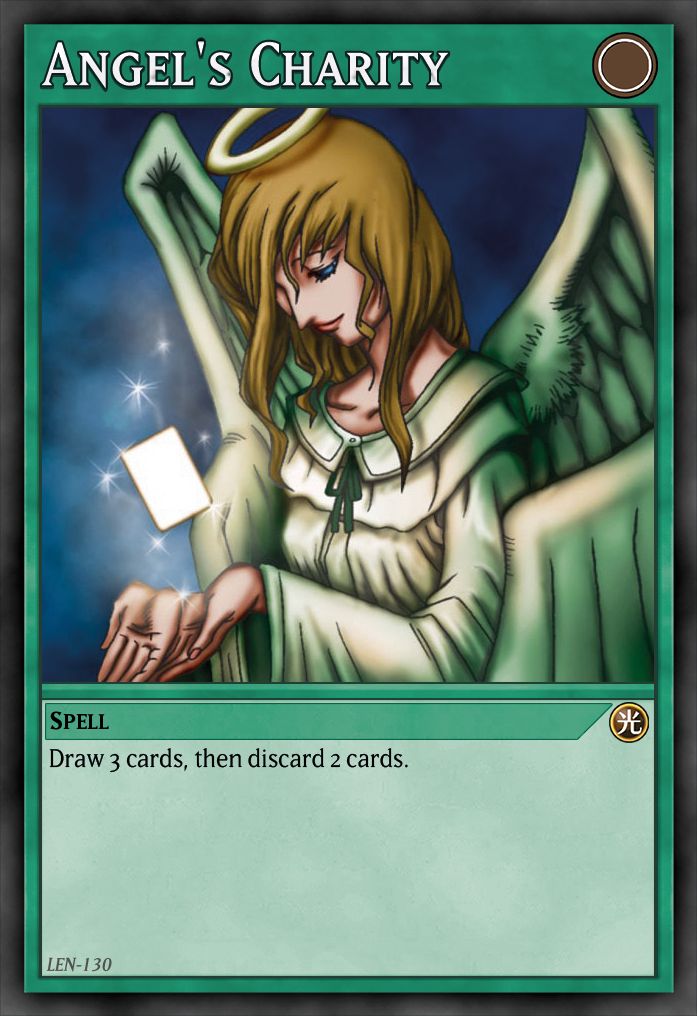 Angel's Charity
Spell
光
Draw 3 cards, then discard 2 cards.
LEN-130